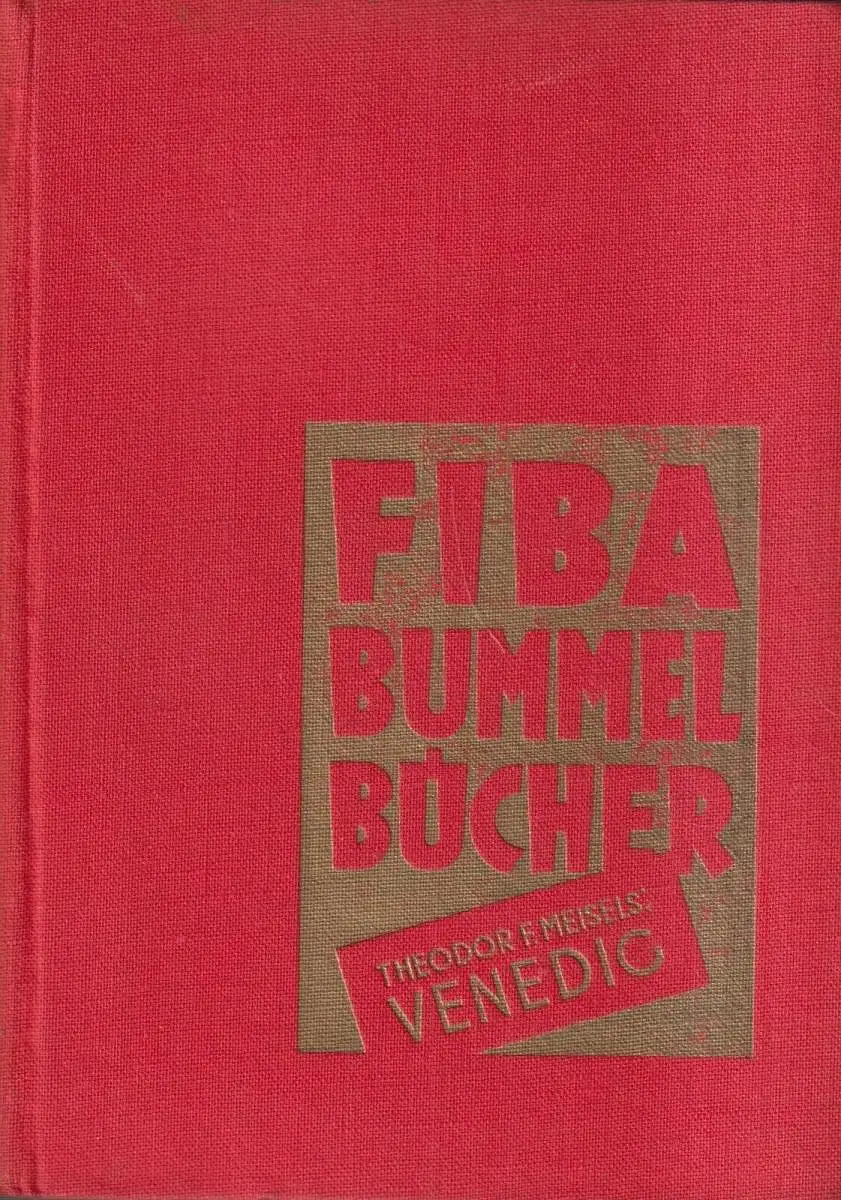 FIBA
BUMMEL
BÜCHER
THEODOR F. MEISELS:
VENEDIG